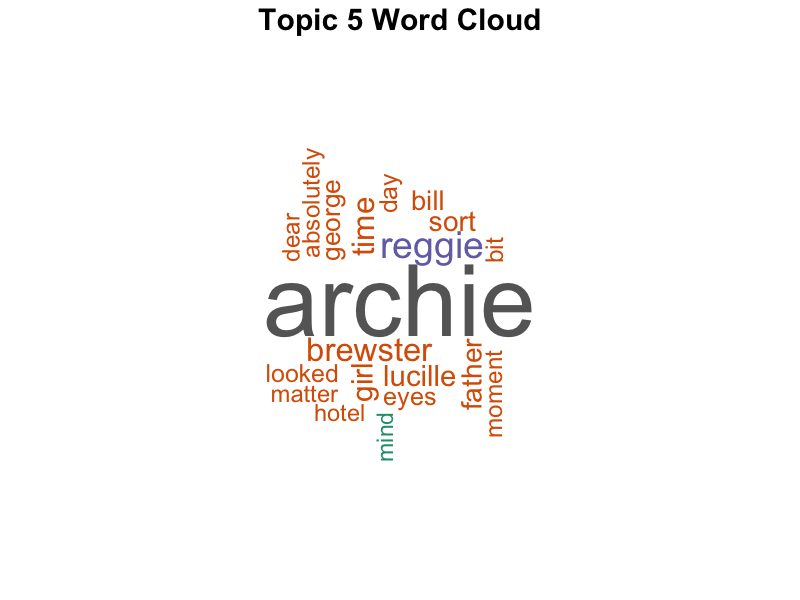 Topic 5 Word Cloud
dear
absolutely
george
time
day
bill
sort
reggie
bit
archie
brewster
looked
matter
hotel
girl
lucille
eyes
mind
father
moment